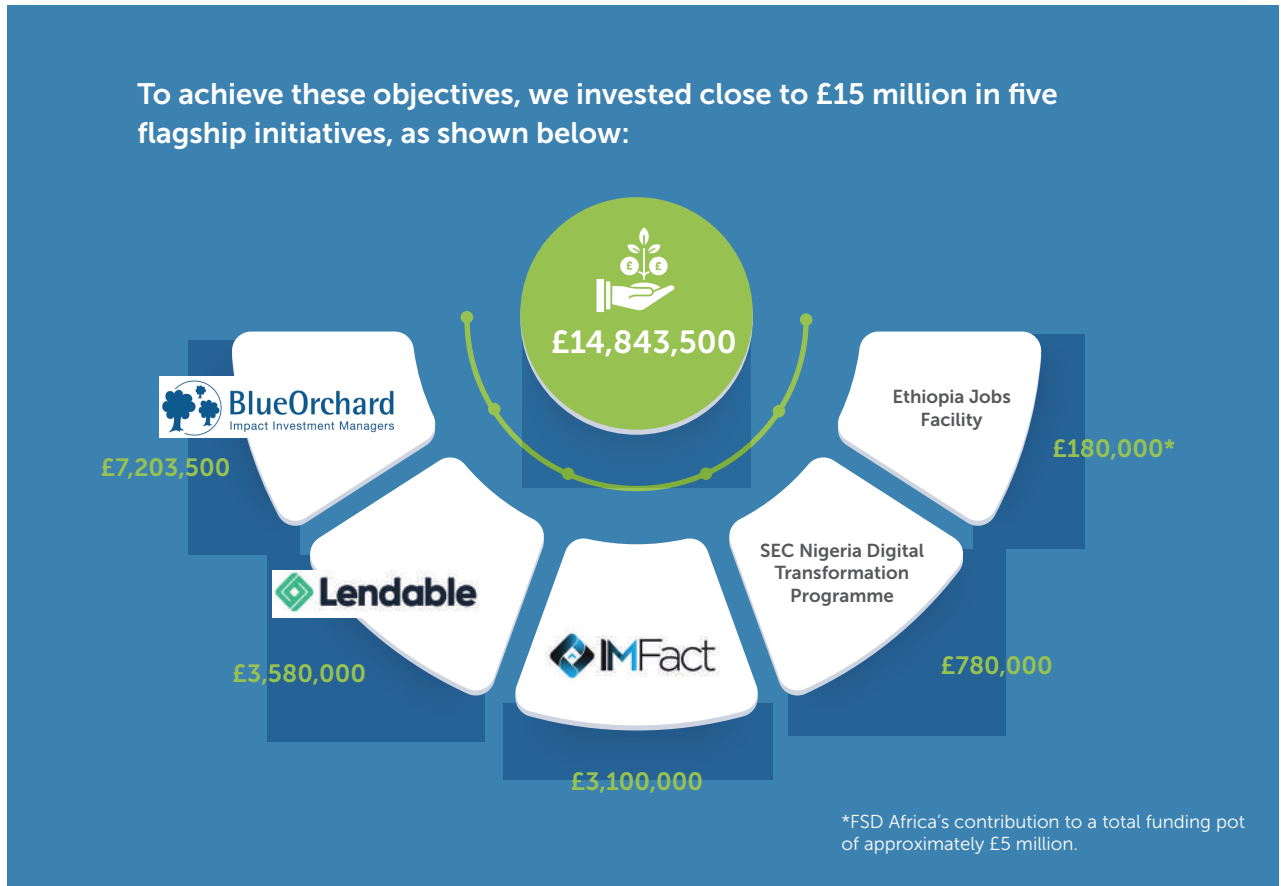 To achieve these objectives, we invested close to £15 million in five
flagship initiatives, as shown below:
£ £
£14,843,500
BlueOrchard
Impact Investment Managers
£7,203,500
Lendable
£3,580,000
IMFact
£3,100,000
SEC Nigeria Digital
Transformation
Programme
£780,000
Ethiopia Jobs
Facility
£180,000*
*FSD Africa's contribution to a total funding pot
of approximately £5 million.